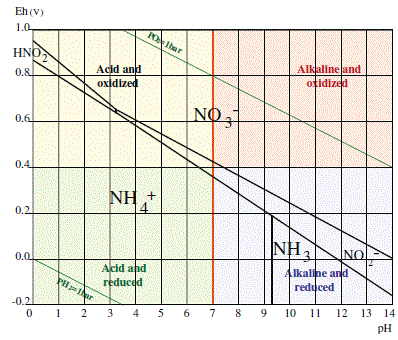 Eh (V)
1.0
PO₂=1bar
HNO₂
0.8
Acid and
oxidized
Alkaline and
oxidized
0.6
NO₃⁻
0.4
NH₄⁺
0.2
NH₃
NO₂⁻
0.0
Acid and
reduced
Alkaline and
reduced
PH₂=1bar
-0.2
0 1 2 3 4 5 6 7 8 9 10 11 12 13 14
pH